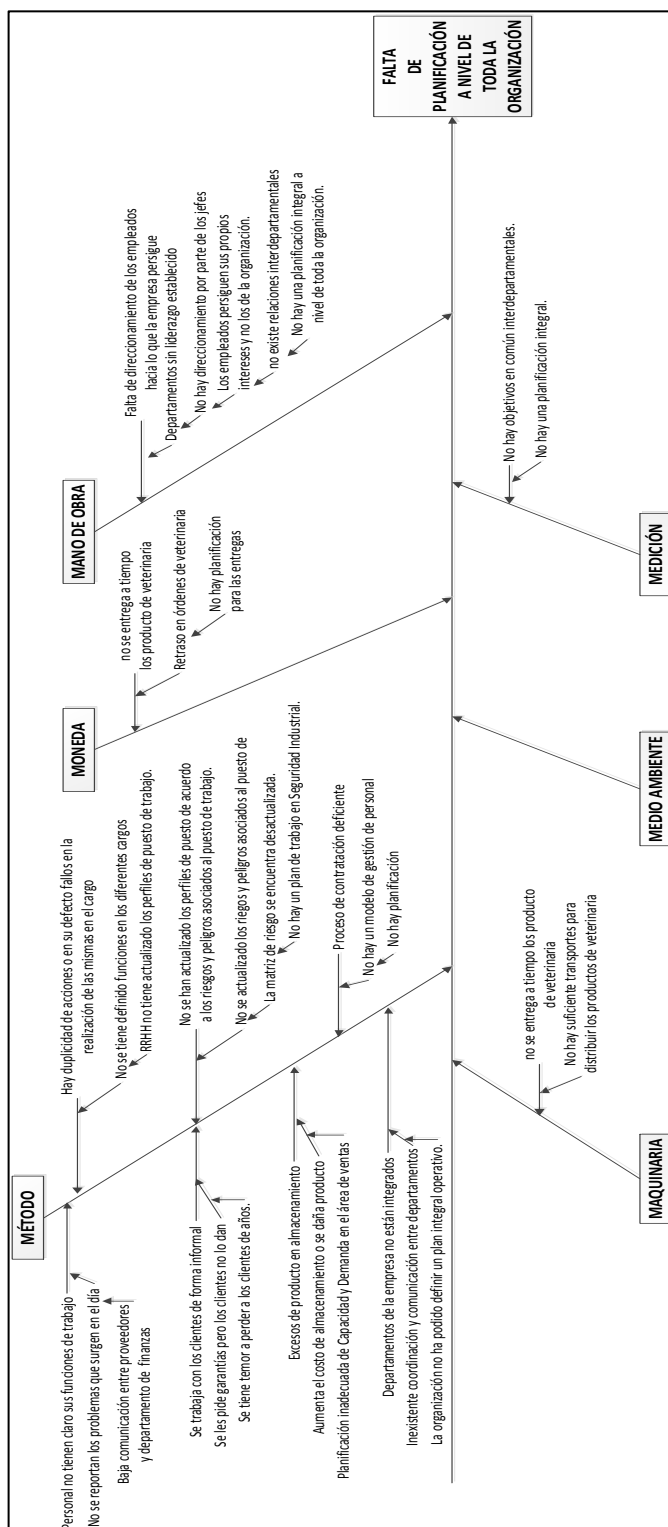 MÉTODO
Personal no tienen claro sus funciones de trabajo
No se reportan los problemas que surgen en el día
Baja comunicación entre proveedores
y departamento de finanzas
Hay duplicidad de acciones o en su defecto fallos en la
realización de las mismas en el cargo
No se tiene definido funciones en los diferentes cargos
RRHH no tiene actualizado los perfiles de puesto de trabajo.
Se trabaja con los clientes de forma informal
Se les pide garantías pero los clientes no lo dan
Se tiene temor a perder a los clientes de años.
No se han actualizado los perfiles de puesto de acuerdo
a los riesgos y peligros asociados al puesto de trabajo.
No se actualizado los riegos y peligros asociados al puesto de
La matriz de riesgo se encuentra desactualizada.
No hay un plan de trabajo en Seguridad Industrial.
Excesos de producto en almacenamiento
Aumenta el costo de almacenamiento o se daña producto
Planificación inadecuada de Capacidad y Demanda en el área de ventas
Proceso de contratación deficiente
No hay un modelo de gestión de personal
No hay planificación
Departamentos de la empresa no están integrados
Inexistente coordinación y comunicación entre departamentos
La organización no ha podido definir un plan integral operativo.
MONEDA
no se entrega a tiempo
los producto de veterinaria
Retraso en órdenes de veterinaria
No hay planificación
para las entregas
MANO DE OBRA
Falta de direccionamiento de los empleados
hacia lo que la empresa persigue
Departamentos sin liderazgo establecido
No hay direccionamiento por parte de los jefes
Los empleados persiguen sus propios
intereses y no los de la organización.
no existe relaciones interdepartamentales
No hay una planificación integral a
nivel de toda la organización.
FALTA
DE
PLANIFICACIÓN
A NIVEL DE
TODA LA
ORGANIZACIÓN
no se entrega a tiempo los producto
de veterinaria
No hay suficiente transportes para
distribuir los productos de veterinaria
MAQUINARIA
MEDIO AMBIENTE
No hay objetivos en común interdepartamentales.
No hay una planificación integral.
MEDICIÓN